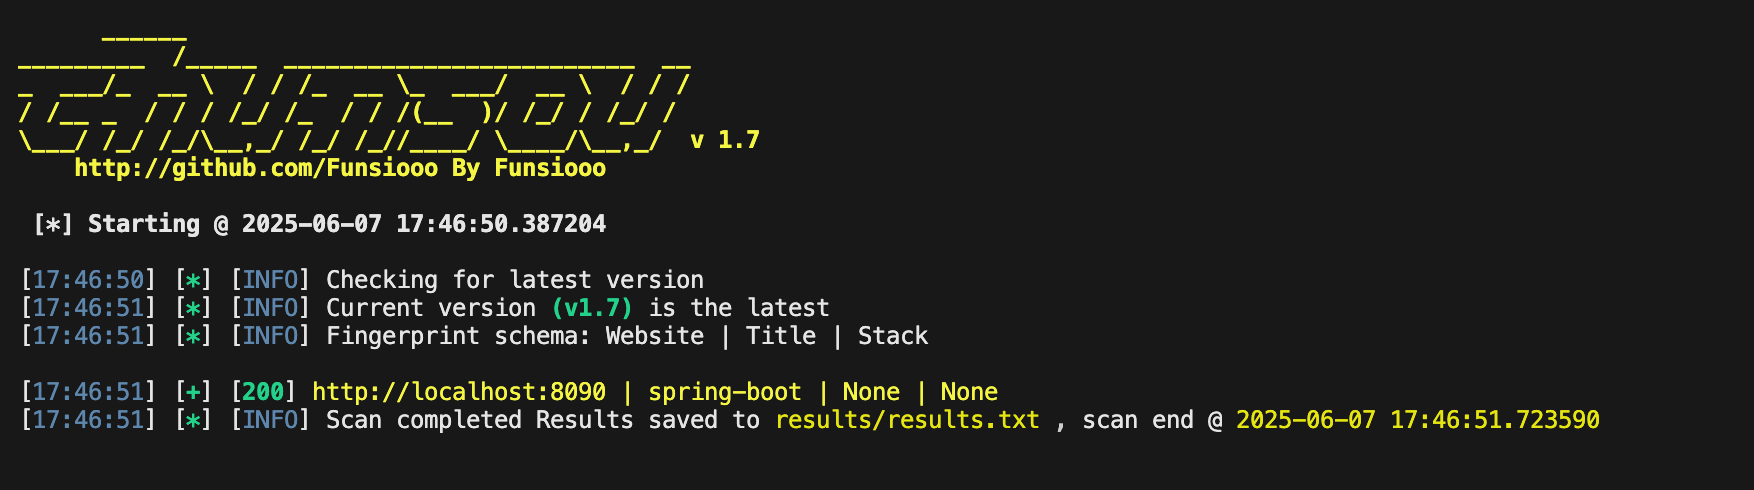 v 1.7
http://github.com/Funsiooo By Funsiooo
[*] Starting @ 2025-06-07 17:46:50.387204
[17:46:50] [*] [INFO] Checking for latest version
[17:46:51] [*] [INFO] Current version (v1.7) is the latest
[17:46:51] [*] [INFO] Fingerprint schema: Website | Title | Stack
[17:46:51] [+] [200] http://localhost:8090 | spring-boot | None | None
[17:46:51] [*] [INFO] Scan completed Results saved to results/results.txt , scan end @ 2025-06-07 17:46:51.723590